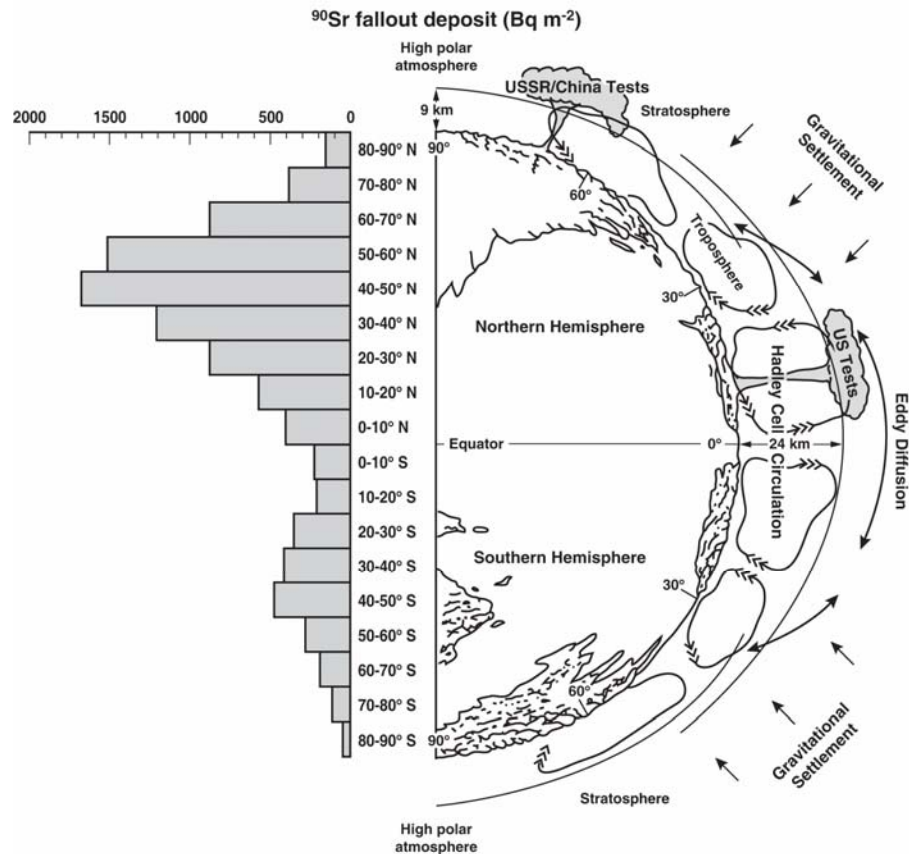 ⁹⁰Sr fallout deposit (Bq m⁻²)
High polar
atmosphere
USSR/China Tests
Stratosphere
Gravitational
Settlement
2000 1500 1000 500 0
9 km
80-90° N
90°
70-80° N
60°
60-70° N
50-60° N
Troposphere
40-50° N
30°
30-40° N
Northern Hemisphere
20-30° N
US Tests
10-20° N
Hadley Cell
Circulation
Eddy Diffusion
0-10° N
Equator
0°
24 km
0-10° S
10-20° S
20-30° S
Southern Hemisphere
30-40° S
30°
40-50° S
50-60° S
60-70° S
60°
70-80° S
80-90° S
90°
Gravitational
Settlement
Stratosphere
High polar
atmosphere